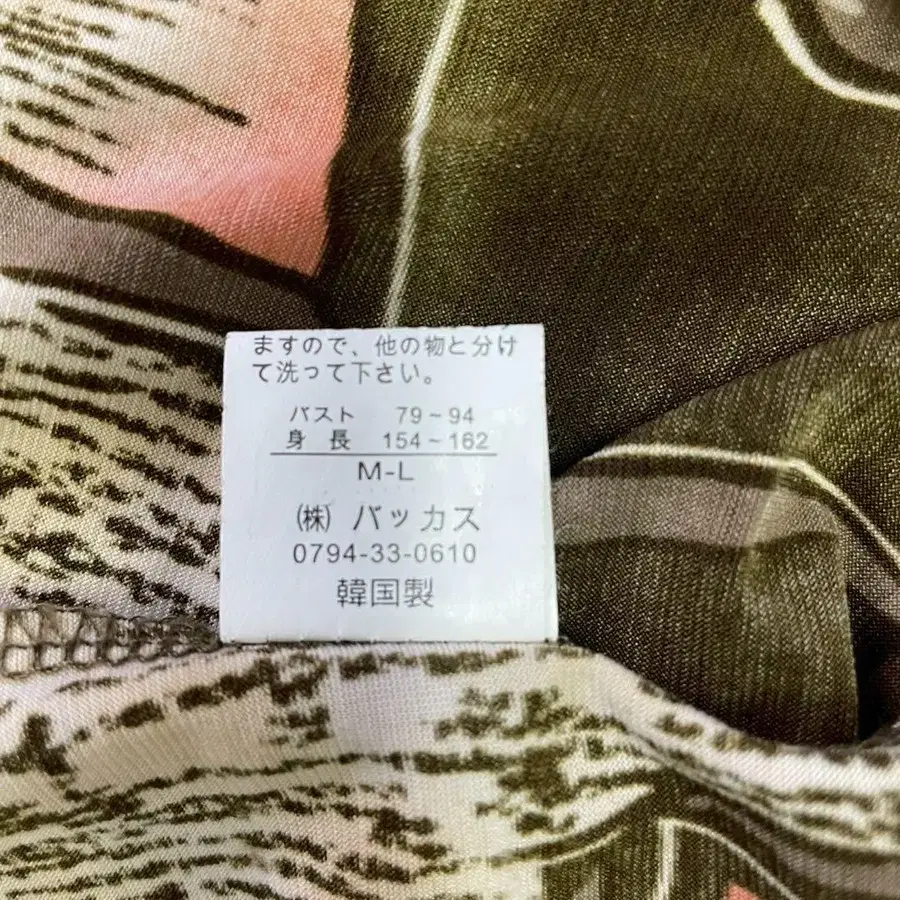 ますので、他の物と分け
て洗って下さい。
バスト 79~94
身 長 154~162
M-L
㈱ バッカス
0794-33-0610
韓国製